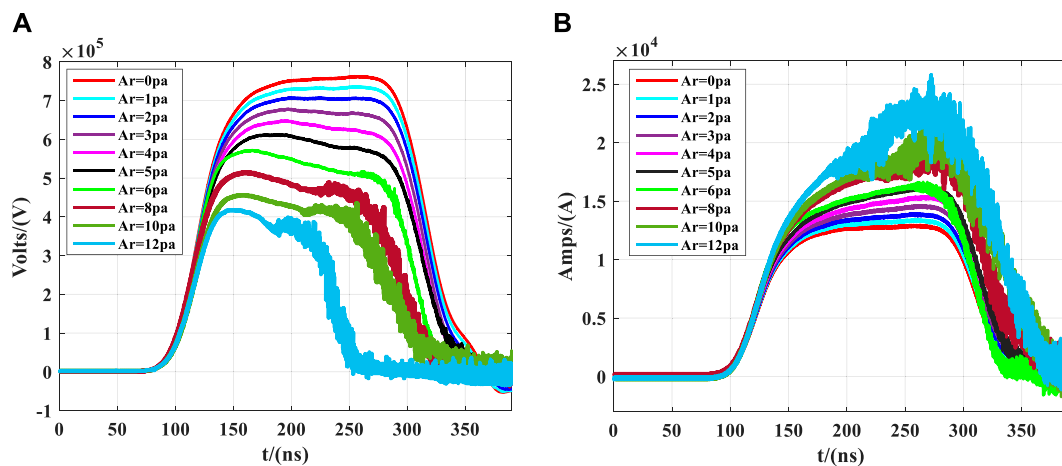 A
×10^5
8
7
6
5
4
3
2
1
0
-1
Volts/(V)
Ar=0pa
Ar=1pa
Ar=2pa
Ar=3pa
Ar=4pa
Ar=5pa
Ar=6pa
Ar=8pa
Ar=10pa
Ar=12pa
0 50 100 150 200 250 300 350
t/(ns)
B
×10^4
2.5
2.0
1.5
1.0
0.5
0
Amps/(A)
Ar=0pa
Ar=1pa
Ar=2pa
Ar=3pa
Ar=4pa
Ar=5pa
Ar=6pa
Ar=8pa
Ar=10pa
Ar=12pa
0 50 100 150 200 250 300 350
t/(ns)